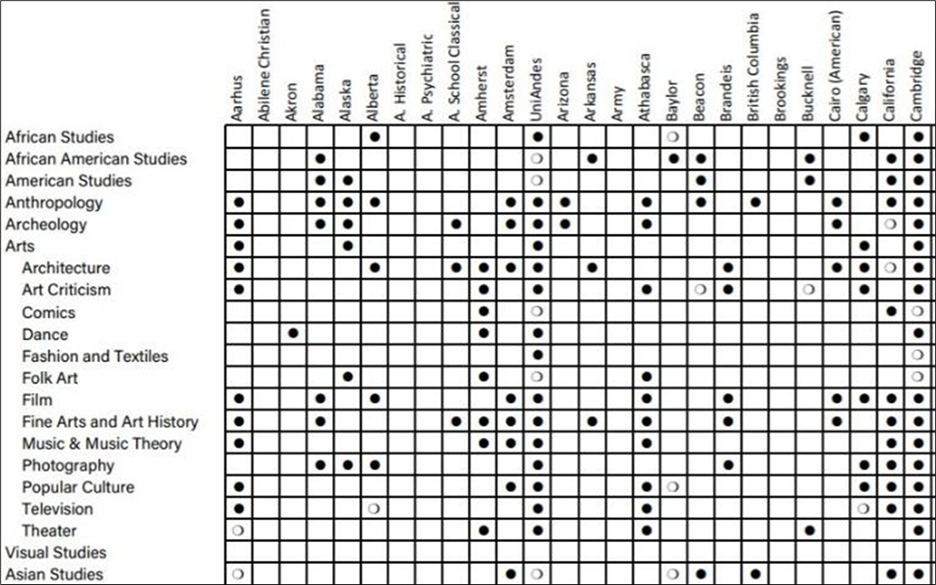 Aarhus
Abilene Christian
Akron
Alabama
Alaska
Alberta
A. Historical
A. Psychiatric
A. School Classical
Amherst
Amsterdam
UniAndes
Arizona
Arkansas
Army
Athabasca
Baylor
Beacon
Brandeis
British Columbia
Brookings
Bucknell
Cairo (American)
Calgary
California
Cambridge
African Studies
African American Studies
American Studies
Anthropology
Archeology
Arts
Architecture
Art Criticism
Comics
Dance
Fashion and Textiles
Folk Art
Film
Fine Arts and Art History
Music & Music Theory
Photography
Popular Culture
Television
Theater
Visual Studies
Asian Studies